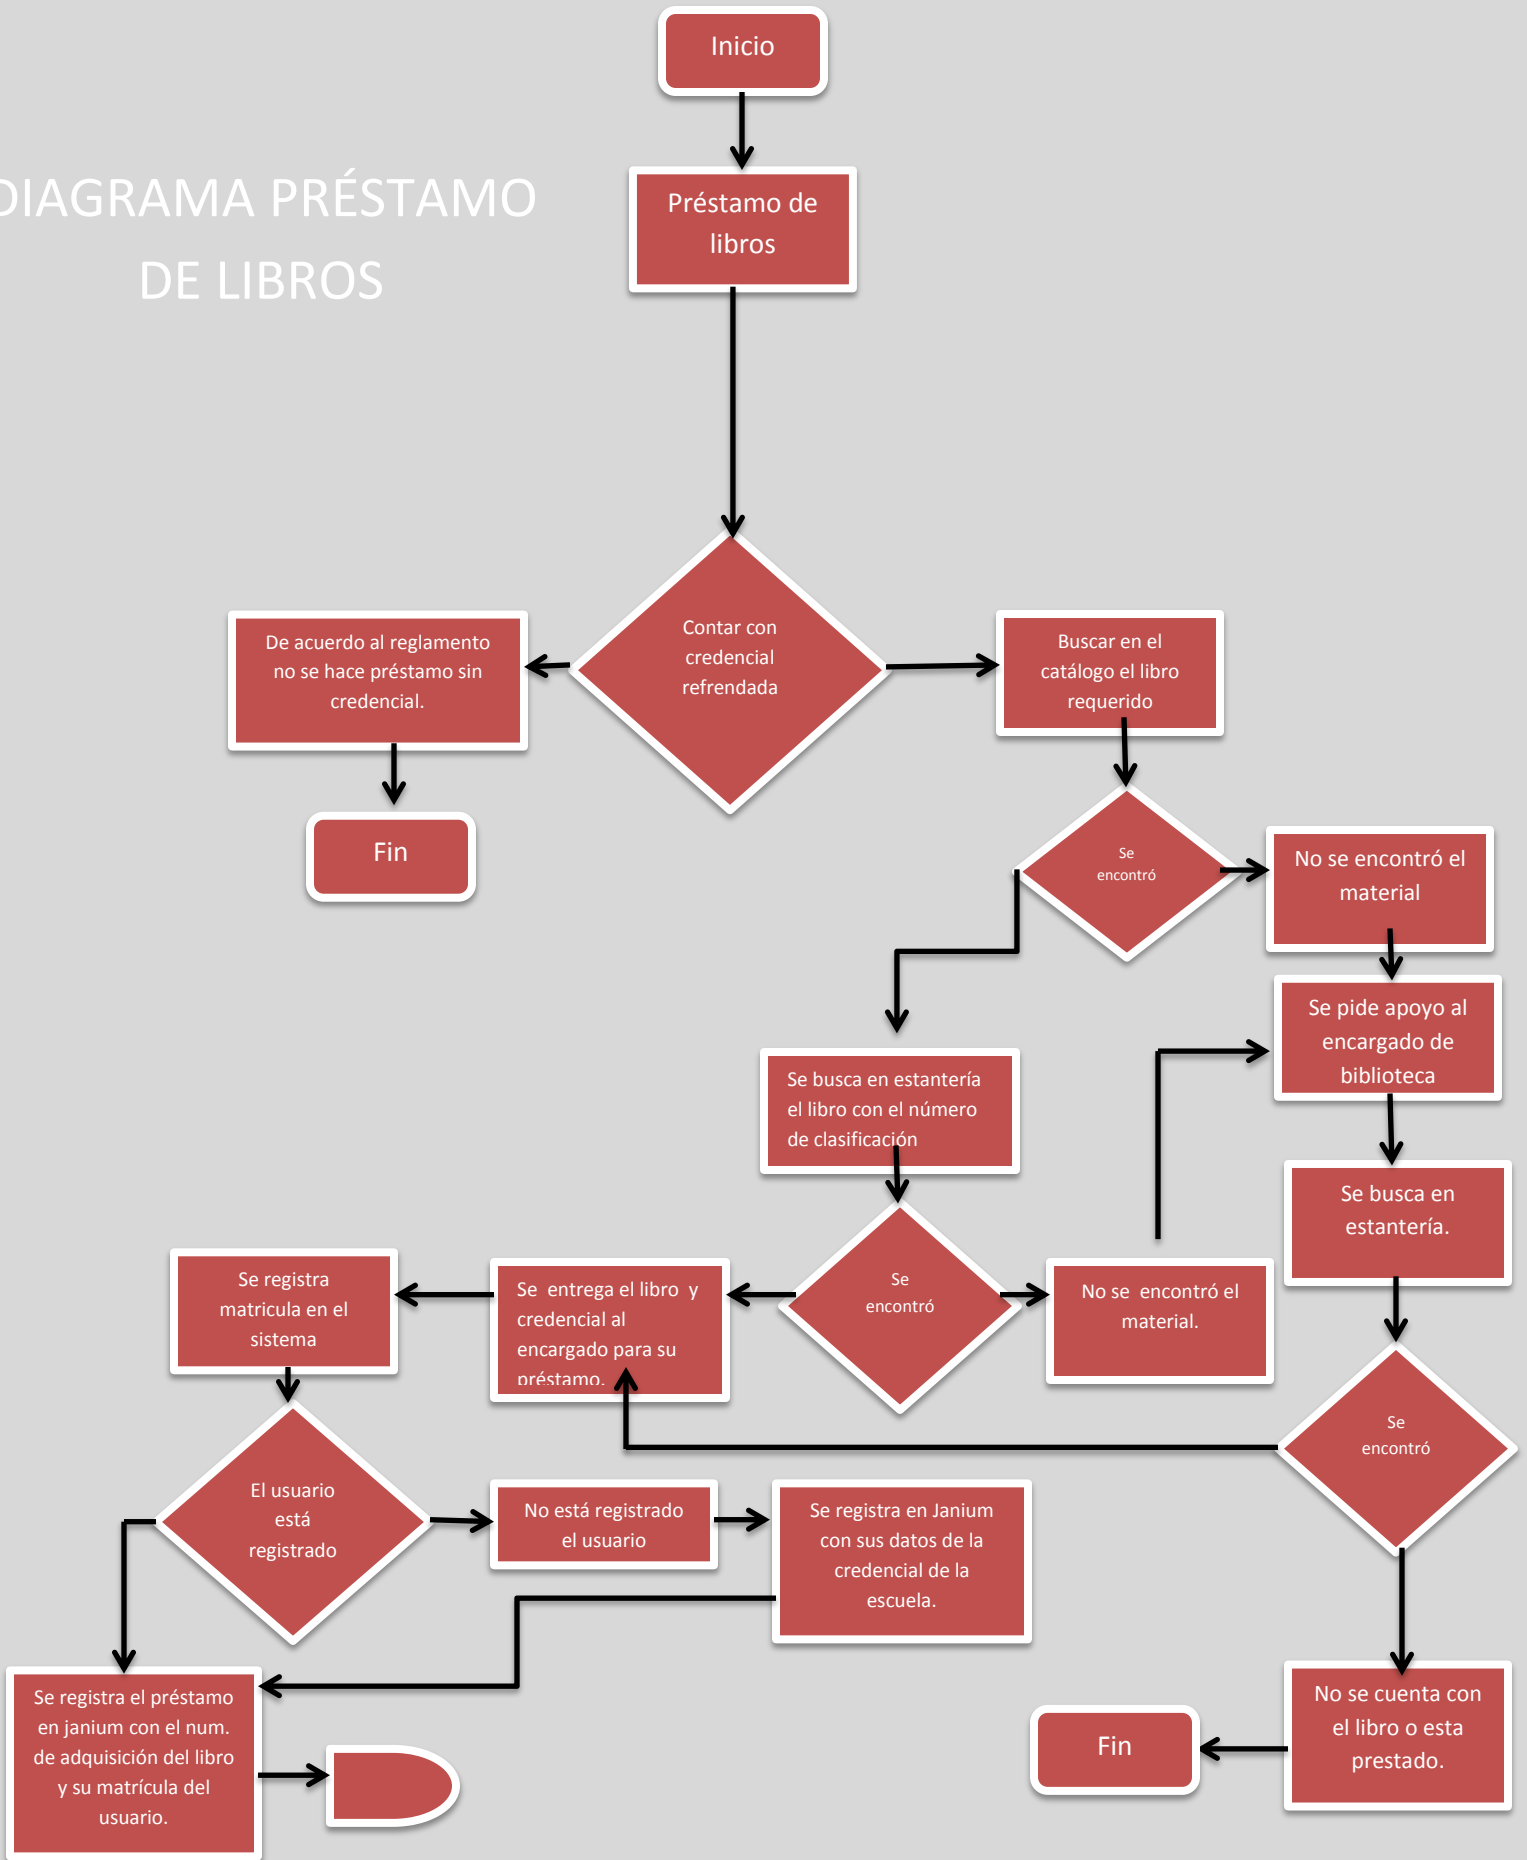 Inicio
DIAGRAMA PRÉSTAMO
DE LIBROS
Préstamo de
libros
Contar con
credencial
refrendada
De acuerdo al reglamento
no se hace préstamo sin
credencial.
Fin
Buscar en el
catálogo el libro
requerido
Se
encontró
No se encontró el
material
Se pide apoyo al
encargado de
biblioteca
Se busca en
estantería.
Se busca en estantería
el libro con el número
de clasificación
Se
encontró
No se encontró el
material.
Se entrega el libro y
credencial al
encargado para su
préstamo.
Se registra
matricula en el
sistema
Se
encontró
El usuario
está
registrado
No está registrado
el usuario
Se registra en Janium
con sus datos de la
credencial de la
escuela.
Se registra el préstamo
en janium con el num.
de adquisición del libro
y su matrícula del
usuario.
No se cuenta con
el libro o esta
prestado.
Fin